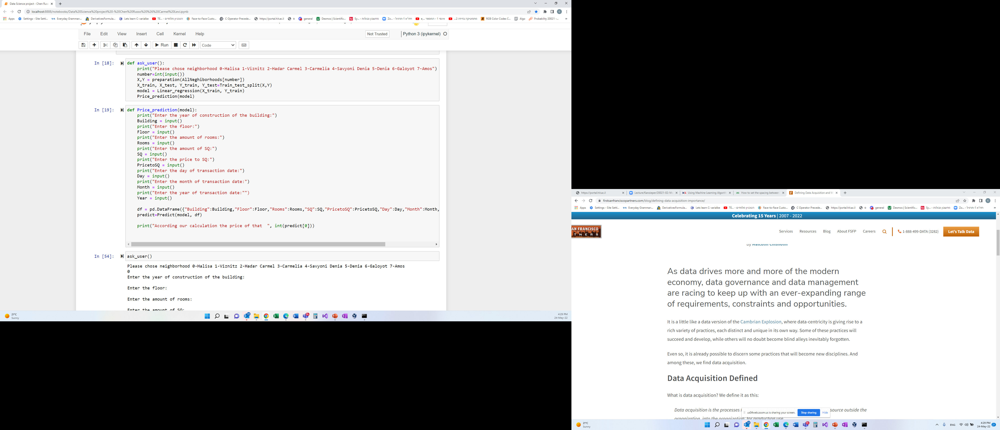 Data Science project - Chen Russ
localhost:8888/notebooks/Data%20Science%20project%20-%20Chen%20Russo%20%26%20Carmel%20Levi.ipynb
Apps Settings - Site Setti... Everyday Grammar:... DerivativesFormula... Lets learn C: varialbe TE... - הטכניון מלמדים Face-to-Face Custo... C Operator Precede... https://portal.hit.ac.il פ general Desmos | Scientific... Sy... - מחשבון גבולות Zo... - חדו"א 1-תרגיל אינפי 1 - המספר e,... מתמטיקה בדידה 2... RGB Color Codes C... Algo Probability 20021 -... »
File Edit View Insert Cell Kernel Help
Not Trusted Python 3 (ipykernel)
Run Code
In [18]: def ask_user():
print("Please chose neighborhood 0-Halisa 1-Viznitz 2-Hadar Carmel 3-Carmelia 4-Savyoni Denia 5-Denia 6-Galoyot 7-Amos")
number=int(input())
X,Y = preparation(AllNeghiborhoods[number])
X_train, X_test, Y_train, Y_test=Train_test_split(X,Y)
model = Linear_regression(X_train, Y_train)
Price_prediction(model)
In [19]: def Price_prediction(model):
print("Enter the year of construction of the building:")
Building = input()
print("Enter the floor:")
Floor = input()
print("Enter the amount of rooms:")
Rooms = input()
print("Enter the amount of SQ:")
SQ = input()
print("Enter the price to SQ:")
PricetoSQ = input()
print("Enter the day of transaction date:")
Day = input()
print("Enter the month of transaction date:")
Month = input()
print("Enter the year of transaction date:"")
Year = input()
df = pd.DataFrame({"Building":Building,"Floor":Floor,"Rooms":Rooms,"SQ":SQ,"PricetoSQ":PricetoSQ,"Day":Day,"Month":Month,
predict=Predict(model, df)
print("According our calculation the price of that  ", int(predict[0]))
In [54]: ask_user()
Please chose neighborhood 0-Halisa 1-Viznitz 2-Hadar Carmel 3-Carmelia 4-Savyoni Denia 5-Denia 6-Galoyot 7-Amos
0
Enter the year of construction of the building:
Enter the floor:
Enter the amount of rooms:
Enter the amount of SQ:
21°C
Sunny
4:29 PM
24-May-22
https://portal.hit.ac.il Lecture/Kanzieper/20021-02: Mo Using Machine Learning Algorith How to set the spacing between Defining Data Acquisition and W
firstsanfranciscopartners.com/blog/defining-data-acquisition-importance/
Apps Settings - Site Setti... Everyday Grammar:... DerivativesFormula... Lets learn C: varialbe TE... - הטכניון מלמדים Face-to-Face Custo... C Operator Precede... https://portal.hit.ac.il פ general Desmos | Scientific... Sy... - מחשבון גבולות Zo... - חדו"א 1-תרגיל »
Celebrating 15 Years | 2007 - 2022
AN FRANCISCO
TNERS
Services Resources Blog About FSFP Careers 1-888-499-DATA (3282) Let's Talk Data
By Malcolm Chisholm
As data drives more and more of the modern
economy, data governance and data management
are racing to keep up with an ever-expanding range
of requirements, constraints and opportunities.
It is a little like a data version of the Cambrian Explosion, where data-centricity is giving rise to a
rich variety of practices, each distinct and unique in its own way. Some of these practices will
succeed and develop, while others will no doubt become blind alleys inevitably forgotten.
Even so, it is already possible to discern some practices that will become new disciplines. And
among these, we find data acquisition.
Data Acquisition Defined
What is data acquisition? We define it as this:
Data acquisition is the processes source outside the
organization, into the organization, for production use
us04web.zoom.us is sharing your screen. Stop sharing Hide
21°C
Sunny
ENG
4:29 PM
24-May-22
21